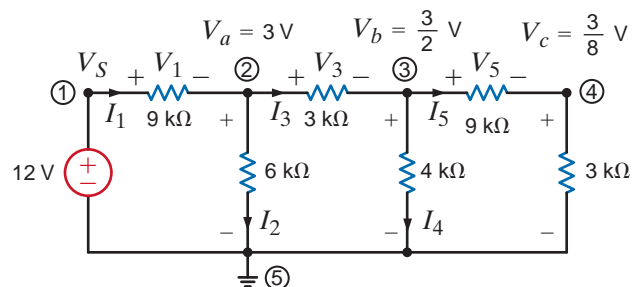 V_a = 3 V
V_b = 3/2 V
V_c = 3/8 V
V_S + V_1 − ② + V_3 − ③ + V_5 −
① ④
I_1 9 kΩ + I_3 3 kΩ + I_5 9 kΩ +
12 V + − 6 kΩ 4 kΩ 3 kΩ
− I_2 − I_4 −
⑤